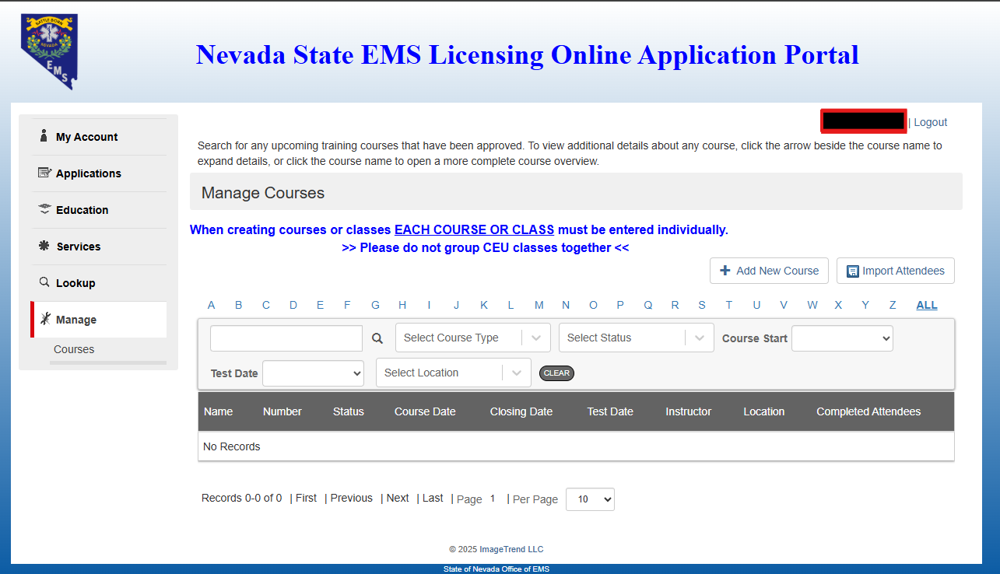 BATTLE BORN
NEVADA
EMS
Nevada State EMS Licensing Online Application Portal
| Logout
My Account
Applications
Education
Services
Lookup
Manage
Courses
Search for any upcoming training courses that have been approved. To view additional details about any course, click the arrow beside the course name to
expand details, or click the course name to open a more complete course overview.
Manage Courses
When creating courses or classes EACH COURSE OR CLASS must be entered individually.
>> Please do not group CEU classes together <<
Add New Course Import Attendees
A B C D E F G H I J K L M N O P Q R S T U V W X Y Z ALL
Select Course Type Select Status Course Start
Test Date Select Location CLEAR
Name Number Status Course Date Closing Date Test Date Instructor Location Completed Attendees
No Records
Records 0-0 of 0 | First | Previous | Next | Last | Page 1 | Per Page 10
© 2025 ImageTrend LLC
State of Nevada Office of EMS